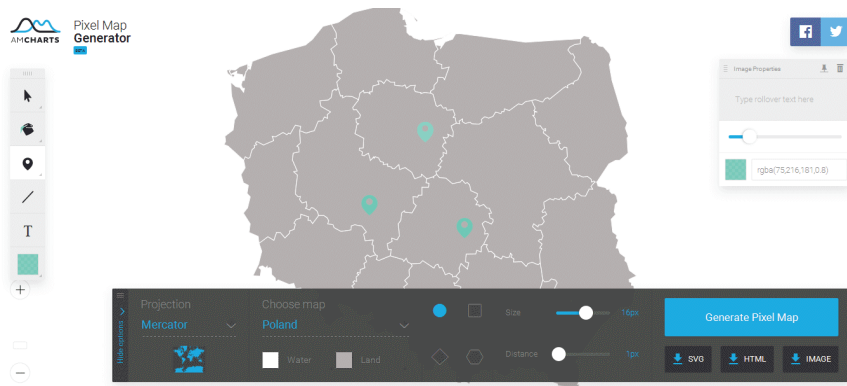 AMCHARTS
Pixel Map
Generator
BETA
T
Image Properties
Type rollover text here
rgba(75,216,181,0.8)
Hide options
Projection
Mercator
Choose map
Poland
Water
Land
Size
16px
Distance
1px
Generate Pixel Map
SVG
HTML
IMAGE